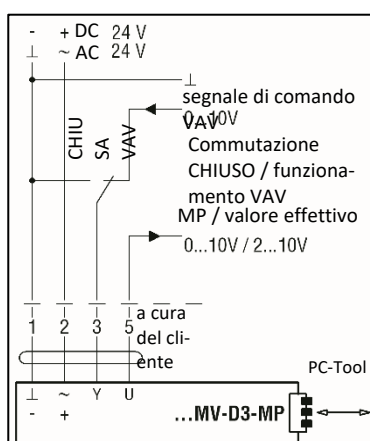 - + DC 24 V
⊥ ~ AC 24 V
CHIU
SA
VAV
⊥
segnale di comando
VAV
0...10V
Commutazione
CHIUSO / funziona-
mento VAV
MP / valore effettivo
0...10V / 2...10V
a cura
del cli-
ente
1 2 3 5
PC-Tool
⊥ ~ Y U
- +
...MV-D3-MP